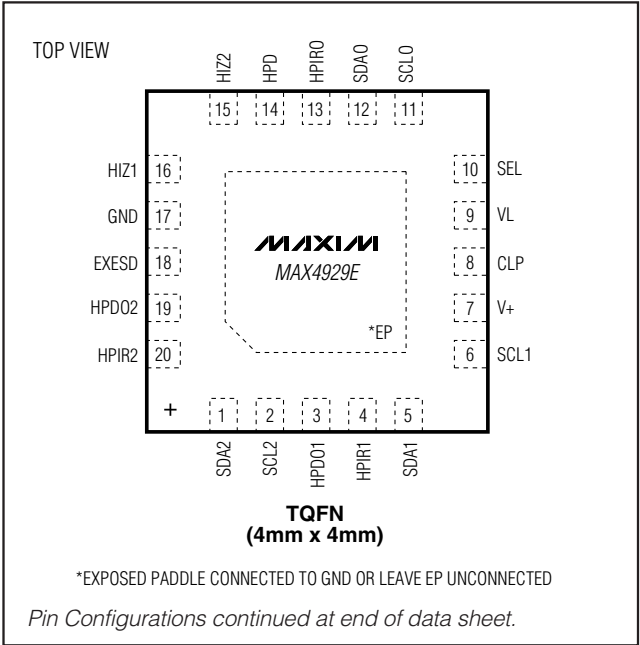 TOP VIEW
HIZ2 HPD HPIR0 SDA0 SCL0
15 14 13 12 11
HIZ1 16 10 SEL
GND 17 9 VL
EXESD 18 8 CLP
HPDO2 19 7 V+
HPIR2 20 6 SCL1
MAXIM
MAX4929E
*EP
+ 1 2 3 4 5
SDA2 SCL2 HPDO1 HPIR1 SDA1
TQFN
(4mm x 4mm)
*EXPOSED PADDLE CONNECTED TO GND OR LEAVE EP UNCONNECTED
Pin Configurations continued at end of data sheet.